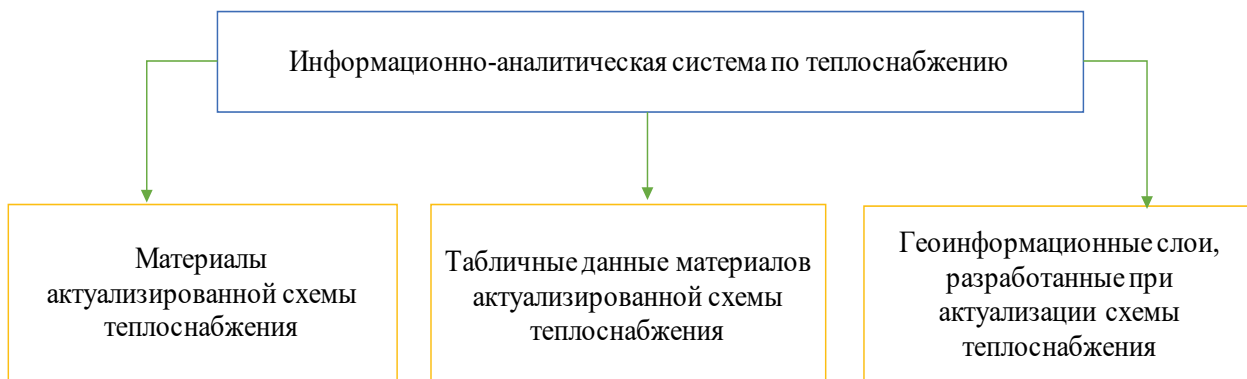 Информационно-аналитическая система по теплоснабжению
Материалы
актуализированной схемы
теплоснабжения
Табличные данные материалов
актуализированной схемы
теплоснабжения
Геоинформационные слои,
разработанные при
актуализации схемы
теплоснабжения